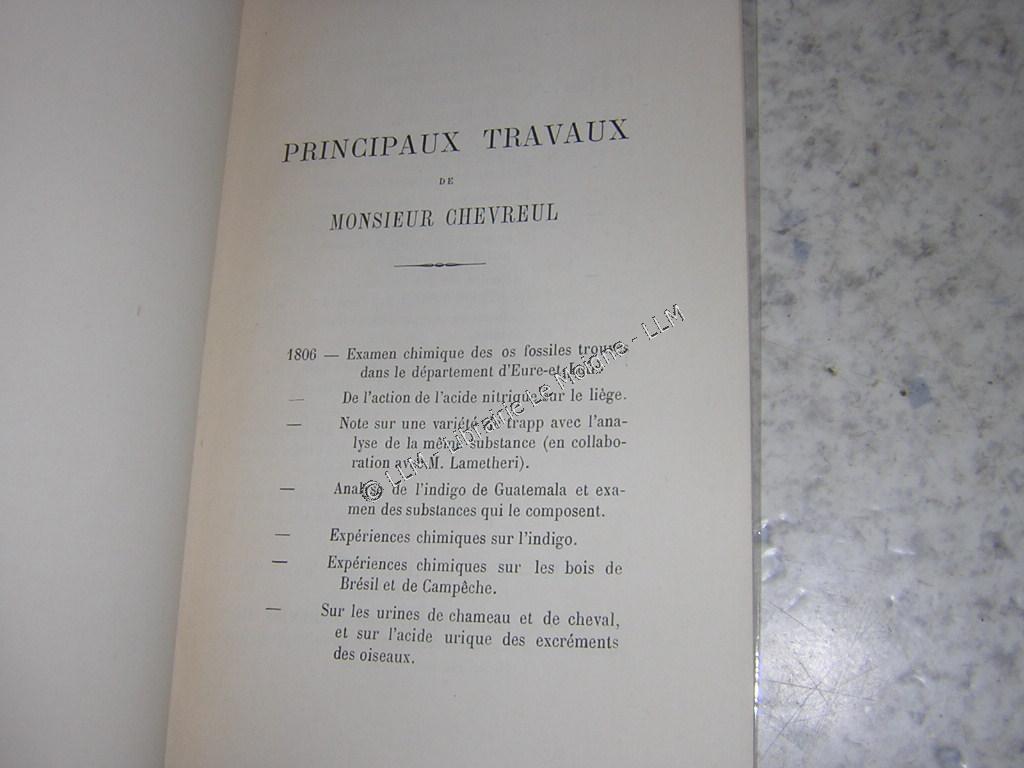 PRINCIPAUX TRAVAUX
DE
MONSIEUR CHEVREUL
1806 — Examen chimique des os fossiles trouvés
dans le département d'Eure-et-Loir.
— De l'action de l'acide nitrique sur le liège.
— Note sur une variété de trapp avec l'ana-
lyse de la même substance (en collabo-
ration avec M. Lametheri).
— Analyse de l'indigo de Guatemala et exa-
men des substances qui le composent.
— Expériences chimiques sur l'indigo.
— Expériences chimiques sur les bois de
Brésil et de Campêche.
— Sur les urines de chameau et de cheval,
et sur l'acide urique des excréments
des oiseaux.
© LLM - Librairie Le Moigne - LLM